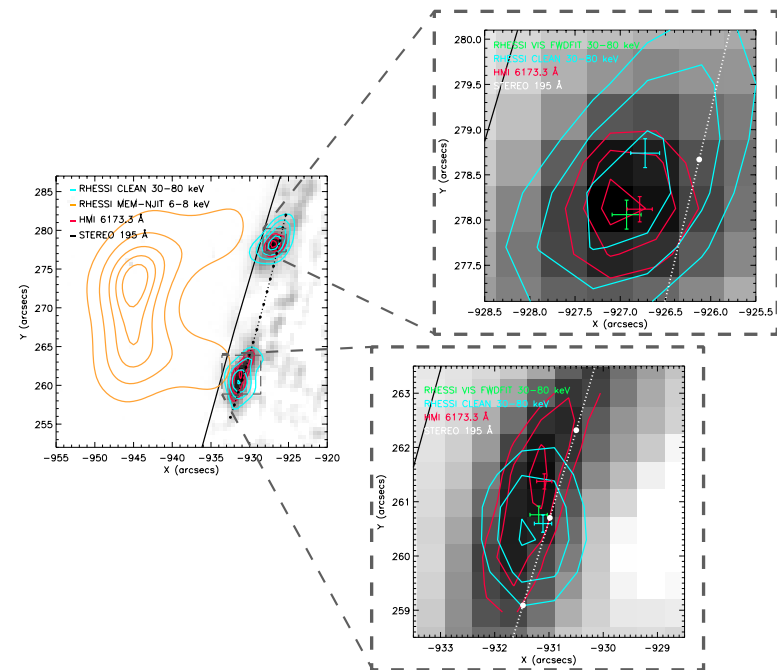 RHESSI VIS FWDFIT 30-80 keV
RHESSI CLEAN 30-80 keV
HMI 6173.3 Å
STEREO 195 Å
280.0
279.0
278.0
277.0
Y (arcsecs)
-928.5 -928.0 -927.5 -927.0 -926.5 -926.0 -925.5
X (arcsecs)
RHESSI CLEAN 30-80 keV
RHESSI MEM-NJIT 6-8 keV
HMI 6173.3 Å
STEREO 195 Å
285
280
275
270
265
260
255
Y (arcsecs)
-955 -950 -945 -940 -935 -930 -925 -920
X (arcsecs)
RHESSI VIS FWDFIT 30-80 keV
RHESSI CLEAN 30-80 keV
HMI 6173.3 Å
STEREO 195 Å
263
262
261
260
259
Y (arcsecs)
-933 -932 -931 -930 -929
X (arcsecs)